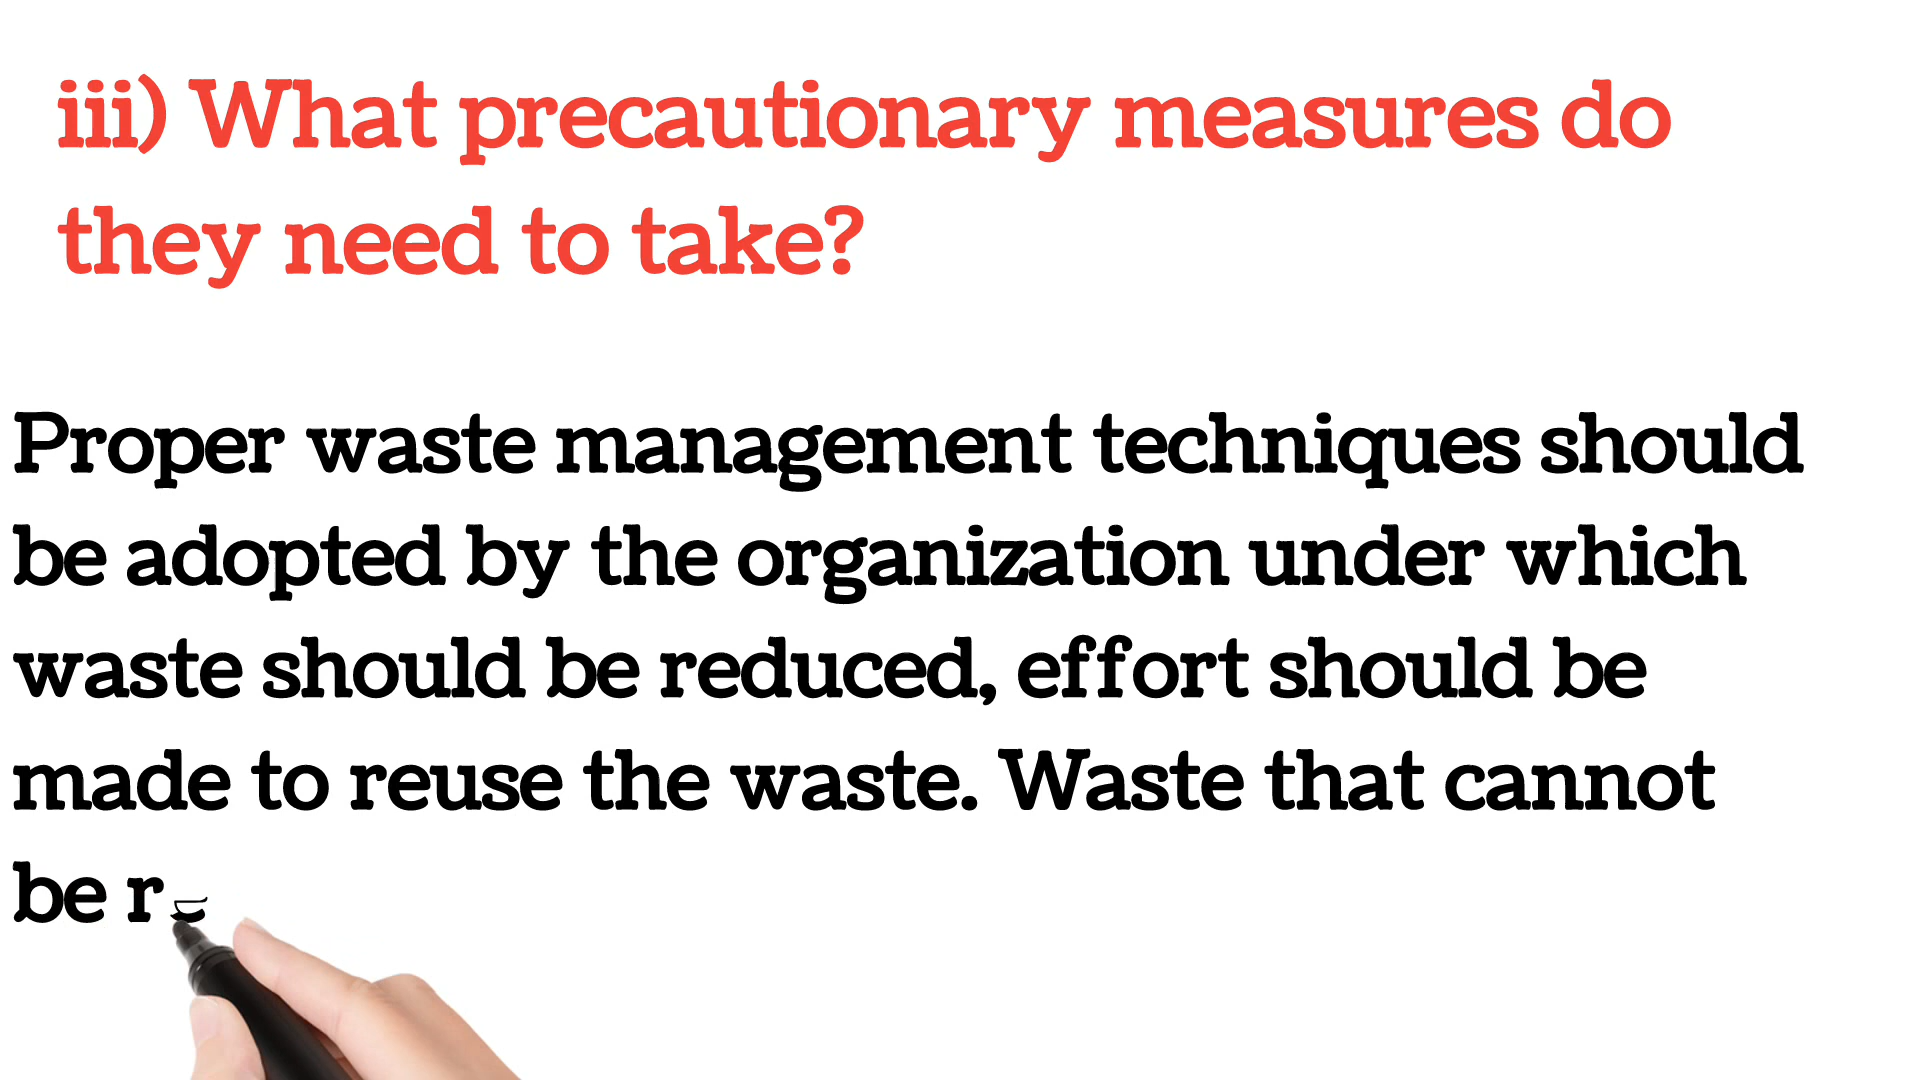 iii) What precautionary measures do
they need to take?
Proper waste management techniques should
be adopted by the organization under which
waste should be reduced, effort should be
made to reuse the waste. Waste that cannot
be r